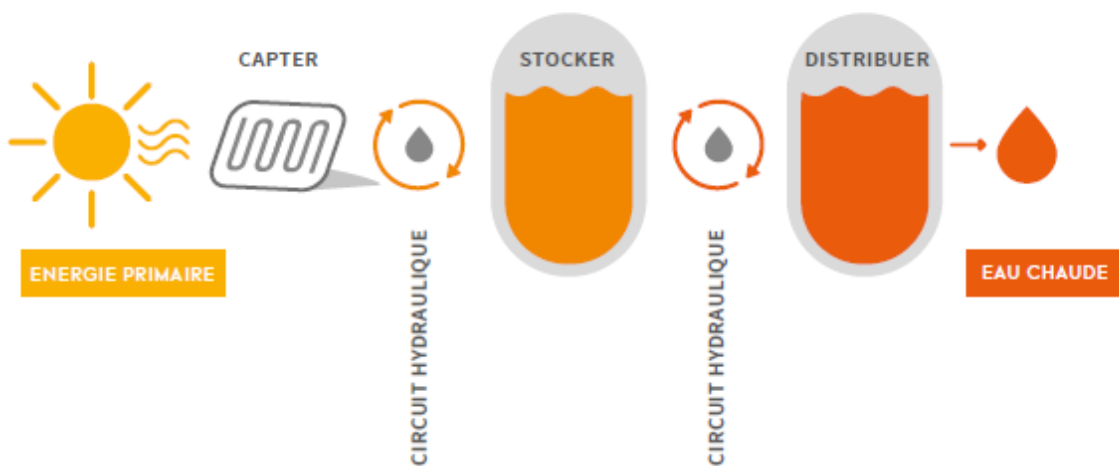 CAPTER
STOCKER
DISTRIBUER
ENERGIE PRIMAIRE
CIRCUIT HYDRAULIQUE
CIRCUIT HYDRAULIQUE
EAU CHAUDE